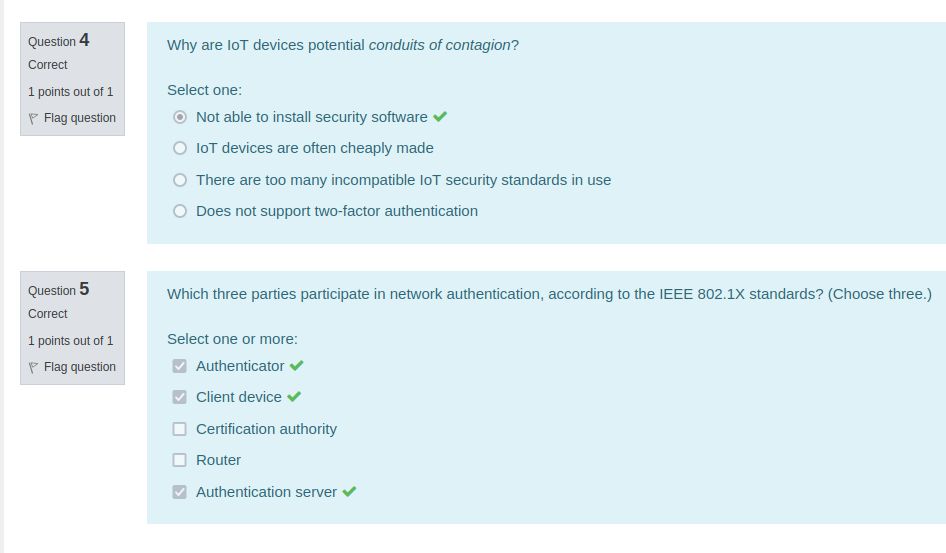 Question 4
Correct
1 points out of 1
Flag question
Why are IoT devices potential conduits of contagion?
Select one:
Not able to install security software
IoT devices are often cheaply made
There are too many incompatible IoT security standards in use
Does not support two-factor authentication
Question 5
Correct
1 points out of 1
Flag question
Which three parties participate in network authentication, according to the IEEE 802.1X standards? (Choose three.)
Select one or more:
Authenticator
Client device
Certification authority
Router
Authentication server